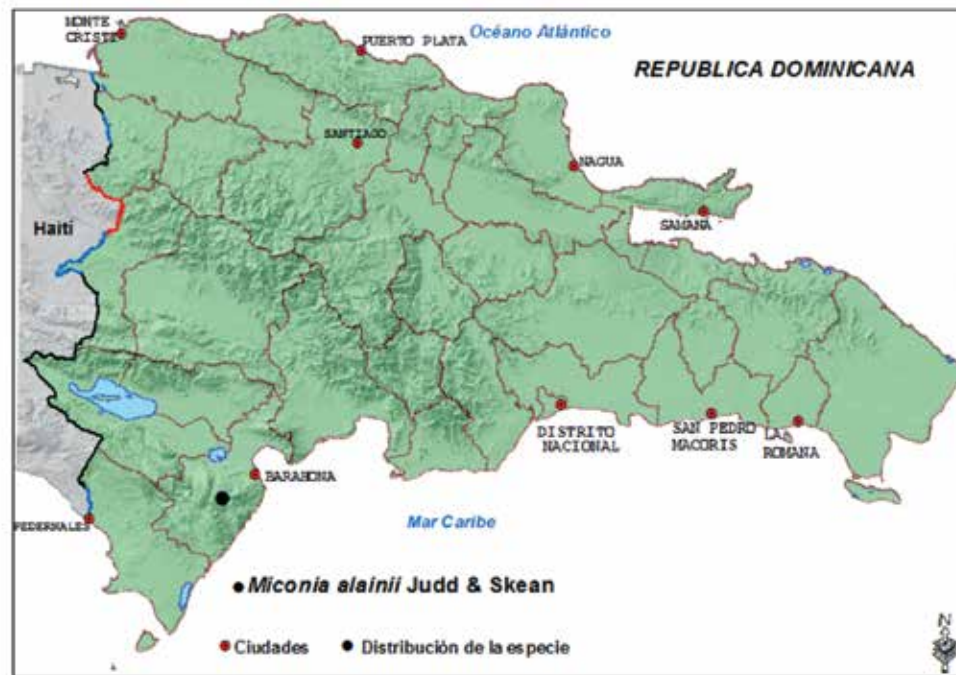 MONTE
CRISTI
PUERTO PLATA
Océano Atlántico
REPUBLICA DOMINICANA
SANTIAGO
NAGUA
SAMANA
Haití
DISTRITO
NACIONAL
SAN PEDRO
MACORIS
LA
ROMANA
BARAHONA
PEDERNALES
Mar Caribe
Miconia alainii Judd & Skean
Ciudades
Distribución de la especie
N